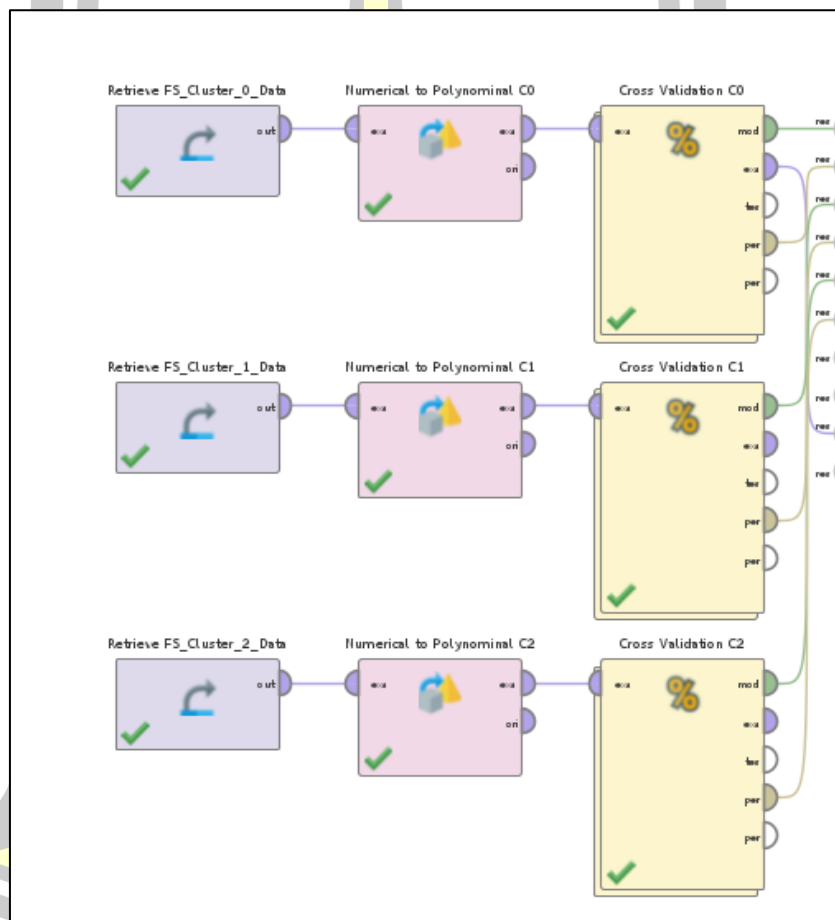 Retrieve FS_Cluster_0_Data
Numerical to Polynominal C0
Cross Validation C0
out
exa
exa
ori
exa
mod
exa
tes
per
per
res
res
res
res
res
res
res
res
res
res
Retrieve FS_Cluster_1_Data
Numerical to Polynominal C1
Cross Validation C1
out
exa
exa
ori
exa
mod
exa
tes
per
per
Retrieve FS_Cluster_2_Data
Numerical to Polynominal C2
Cross Validation C2
out
exa
exa
ori
exa
mod
exa
tes
per
per